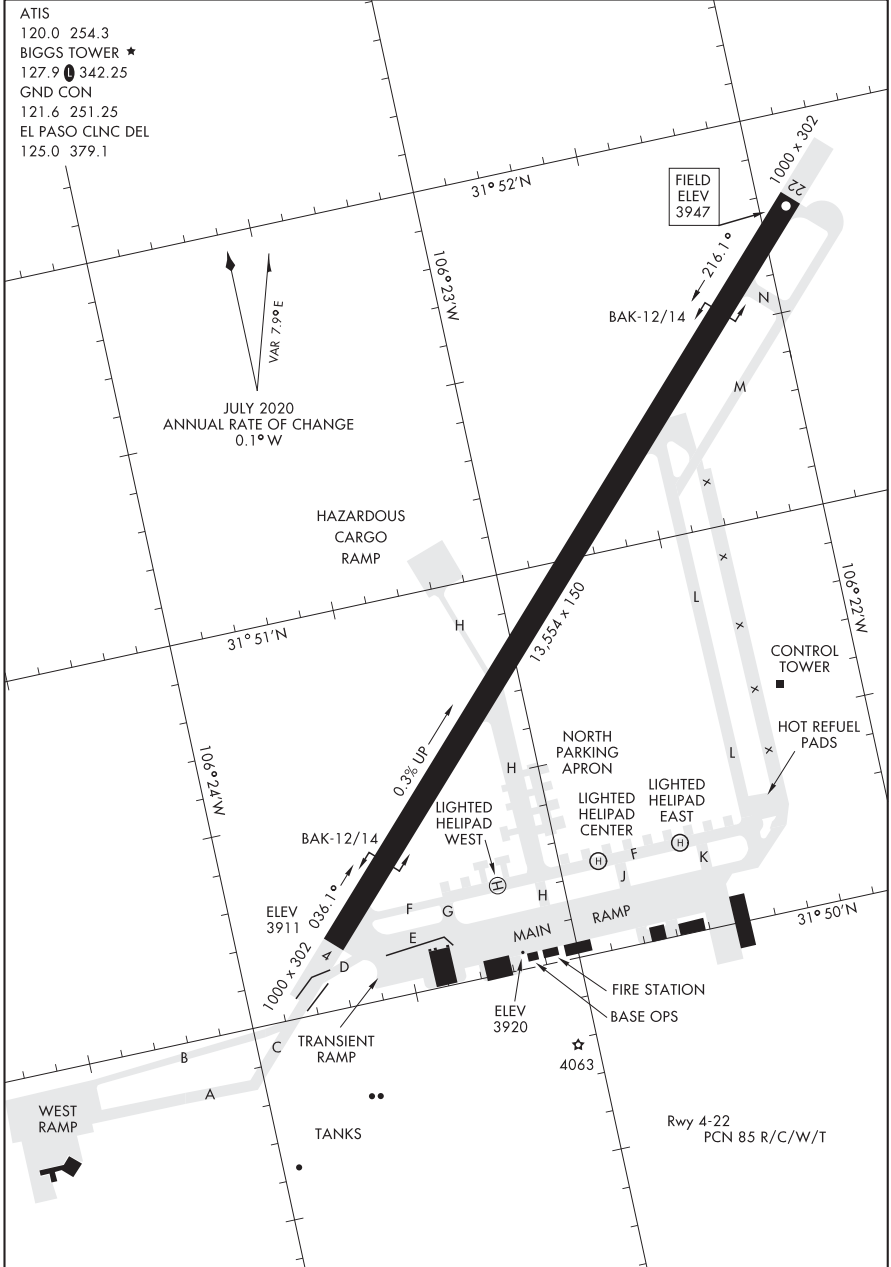 ATIS
120.0 254.3
BIGGS TOWER ★
127.9 Ⓛ 342.25
GND CON
121.6 251.25
EL PASO CLNC DEL
125.0 379.1
1000 x 302
22
31°52'N
FIELD
ELEV
3947
216.1°
106°23'W
VAR 7.9°E
N
BAK-12/14
M
JULY 2020
ANNUAL RATE OF CHANGE
0.1°W
x
HAZARDOUS
CARGO
RAMP
x
106°22'W
L
13,554 x 150
H
x
31°51'N
CONTROL
TOWER
x
HOT REFUEL
PADS
x
L
NORTH
PARKING
APRON
H
0.3% UP
106°24'W
LIGHTED
HELIPAD
EAST
LIGHTED
HELIPAD
CENTER
LIGHTED
HELIPAD
WEST
BAK-12/14
H
H
F
K
J
H
036.1°
H
F
G
ELEV
3911
E
MAIN RAMP
31°50'N
4
D
1000 x 302
FIRE STATION
BASE OPS
ELEV
3920
TRANSIENT
RAMP
C
B
4063
A
WEST
RAMP
TANKS
Rwy 4-22
PCN 85 R/C/W/T